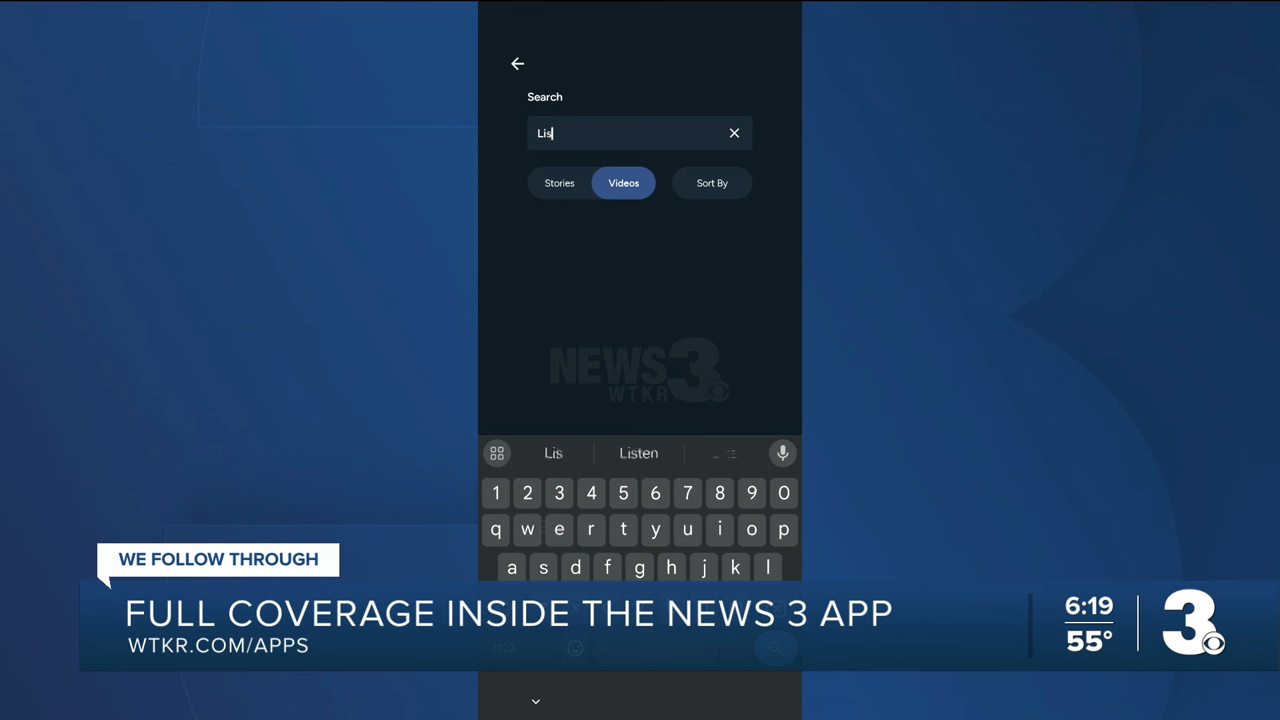 Search
Lis
Stories Videos Sort By
NEWS 3
WTKR
Lis Listen
1 2 3 4 5 6 7 8 9 0
q w e r t y u i o p
a s d f g h j k l
WE FOLLOW THROUGH
FULL COVERAGE INSIDE THE NEWS 3 APP
WTKR.COM/APPS
6:19
55°
3
?123